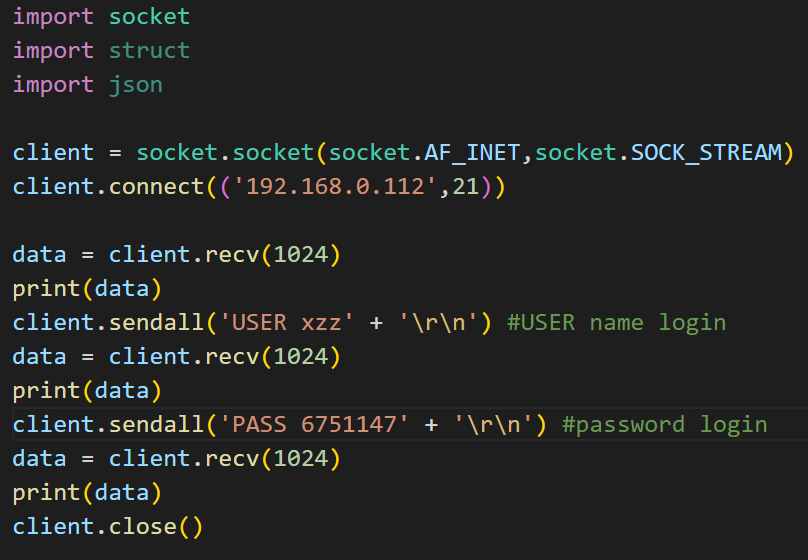 import socket
import struct
import json
client = socket.socket(socket.AF_INET,socket.SOCK_STREAM)
client.connect(('192.168.0.112',21))
data = client.recv(1024)
print(data)
client.sendall('USER xzz' + '\r\n') #USER name login
data = client.recv(1024)
print(data)
client.sendall('PASS 6751147' + '\r\n') #password login
data = client.recv(1024)
print(data)
client.close()